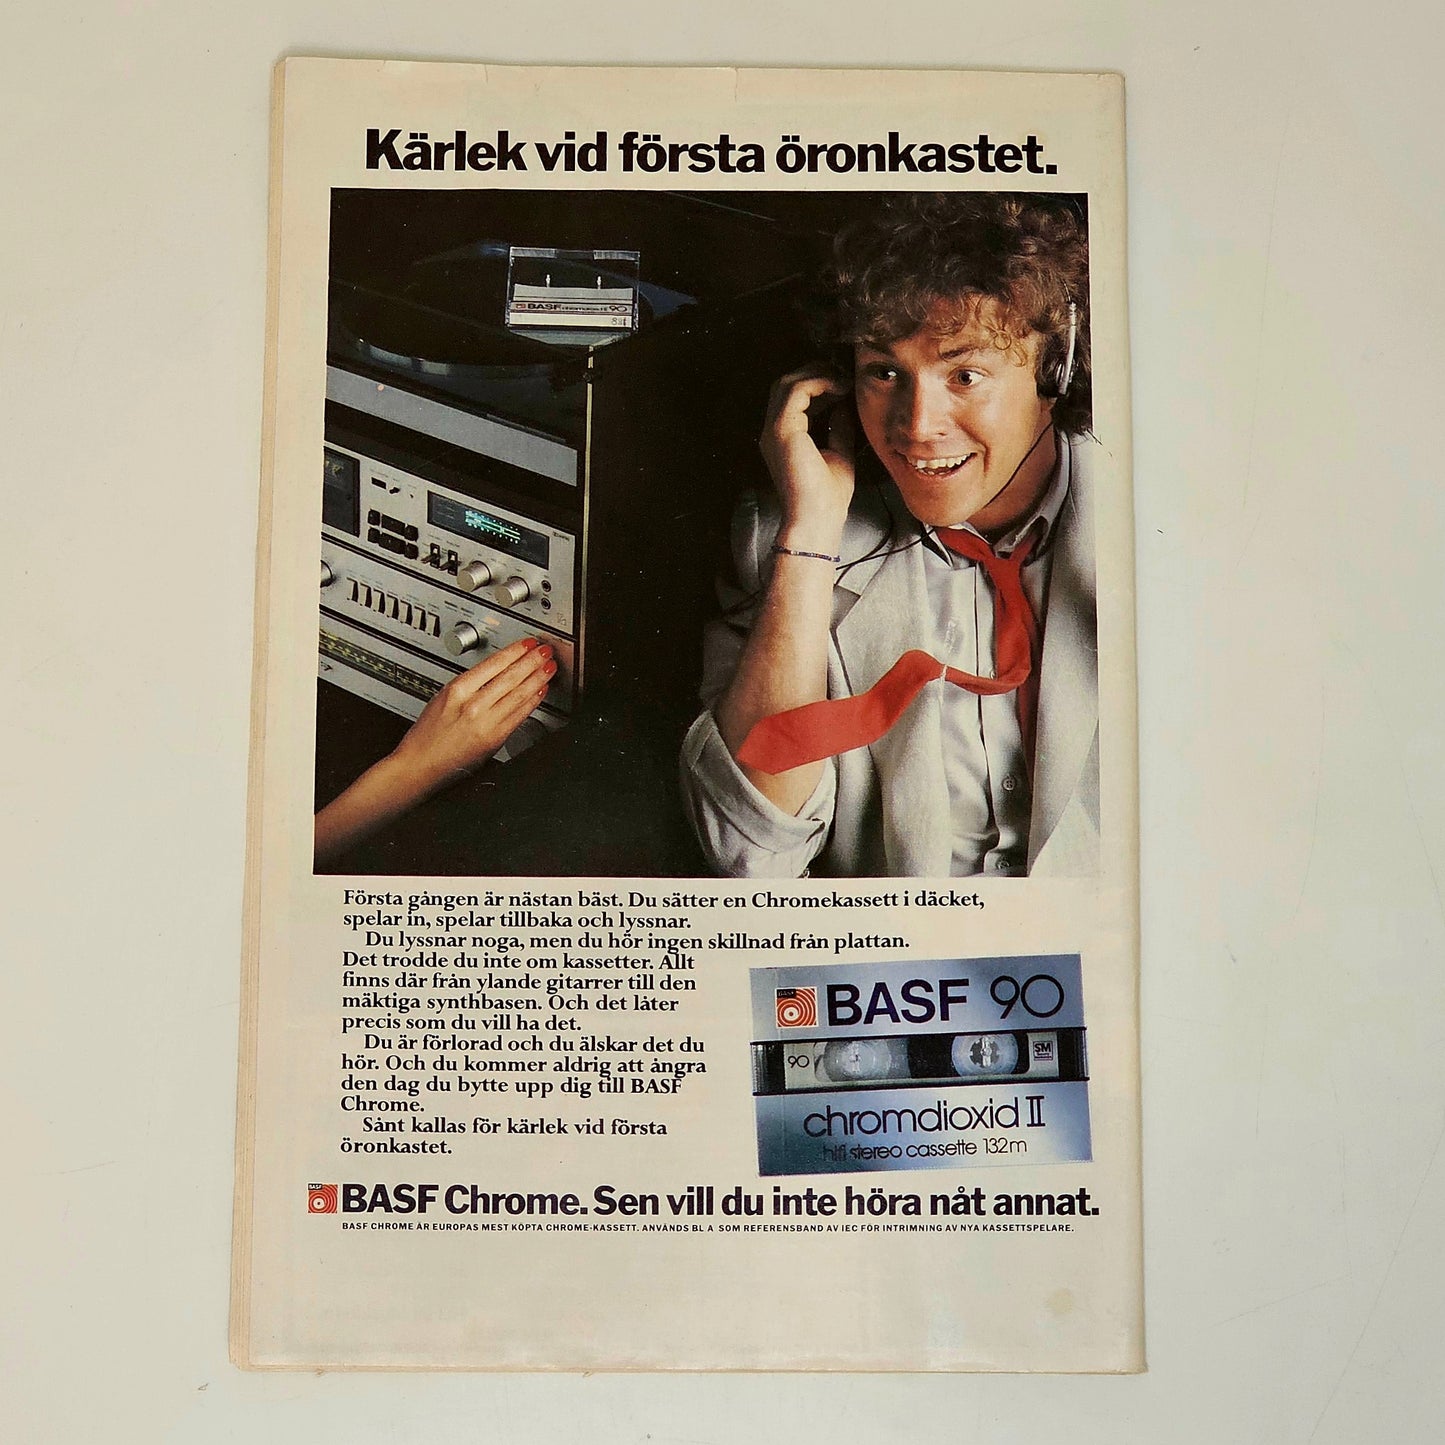 Kärlek vid första öronkastet.
BASF chromdioxid II 90
Första gången är nästan bäst. Du sätter en Chromekassett i däcket,
spelar in, spelar tillbaka och lyssnar.
Du lyssnar noga, men du hör ingen skillnad från plattan.
Det trodde du inte om kassetter. Allt
finns där från ylande gitarrer till den
mäktiga synthbasen. Och det låter
precis som du vill ha det.
Du är förlorad och du älskar det du
hör. Och du kommer aldrig att ångra
den dag du bytte upp dig till BASF
Chrome.
Sånt kallas för kärlek vid första
öronkastet.
BASF
BASF 90
90
SM
chromdioxid II
hifi stereo cassette 132m
BASF
BASF Chrome. Sen vill du inte höra nåt annat.
BASF CHROME ÄR EUROPAS MEST KÖPTA CHROME-KASSETT. ANVÄNDS BL A SOM REFERENSBAND AV IEC FÖR INTRIMNING AV NYA KASSETTSPELARE.